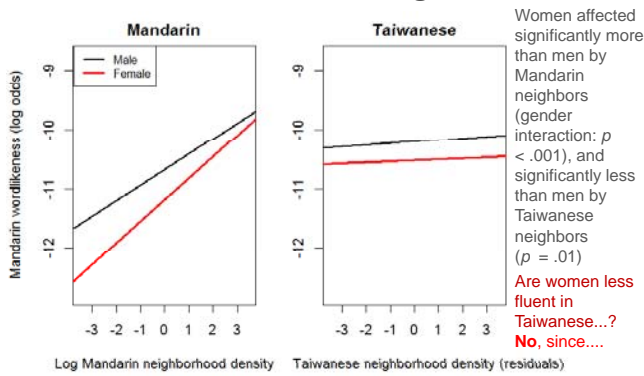 Mandarin
Male
Female
-9
-10
-11
-12
-3 -2 -1 0 1 2 3
Mandarin wordlikeness (log odds)
Log Mandarin neighborhood density
Taiwanese
-9
-10
-11
-12
-3 -2 -1 0 1 2 3
Taiwanese neighborhood density (residuals)
Women affected
significantly more
than men by
Mandarin
neighbors
(gender
interaction: p
< .001), and
significantly less
than men by
Taiwanese
neighbors
(p = .01)
Are women less
fluent in
Taiwanese...?
No, since....